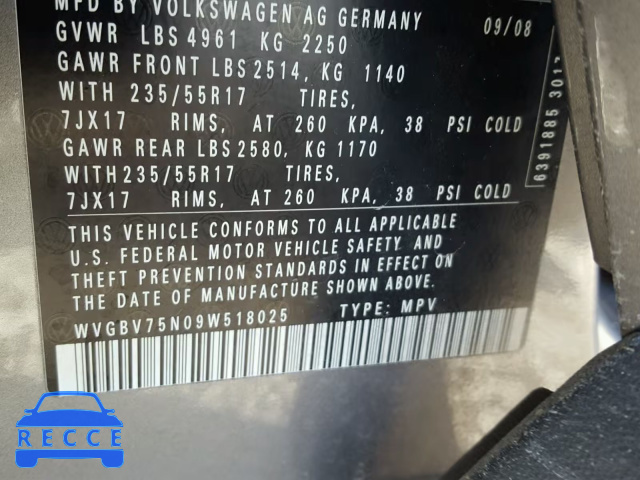 MFD BY VOLKSWAGEN AG GERMANY 09/08
GVWR LBS 4961 KG 2250
GAWR FRONT LBS 2514, KG 1140
WITH 235/55R17 TIRES,
7JX17 RIMS, AT 260 KPA, 38 PSI COLD
GAWR REAR LBS 2580, KG 1170
WITH235/55R17 TIRES,
7JX17 RIMS, AT 260 KPA, 38 PSI COLD
THIS VEHICLE CONFORMS TO ALL APPLICABLE
U.S. FEDERAL MOTOR VEHICLE SAFETY AND
THEFT PREVENTION STANDARDS IN EFFECT ON
THE DATE OF MANUFACTURE SHOWN ABOVE.
WVGBV75N09W518025 TYPE: MPV
6391885 3012
RECCE